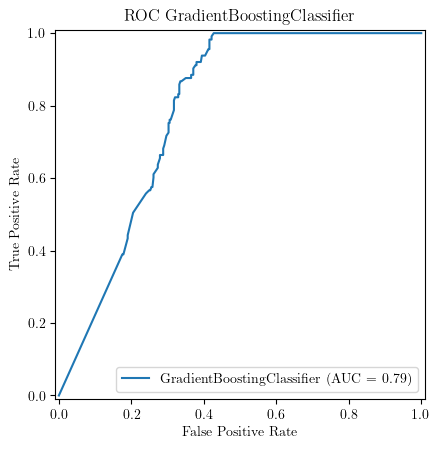 ROC GradientBoostingClassifier
True Positive Rate
1.0
0.8
0.6
0.4
0.2
0.0
GradientBoostingClassifier (AUC = 0.79)
0.0 0.2 0.4 0.6 0.8 1.0
False Positive Rate